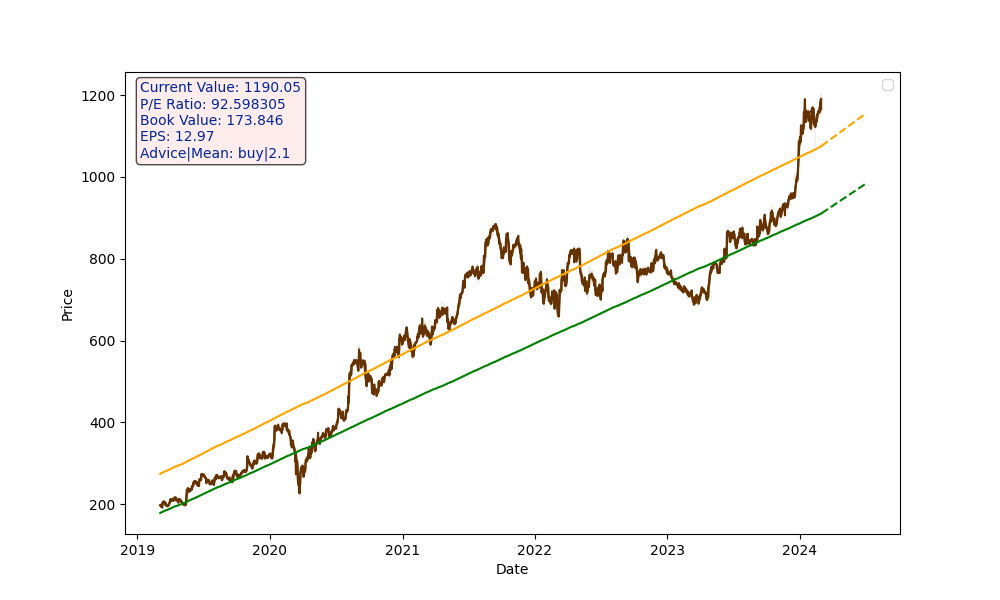 Current Value: 1190.05
P/E Ratio: 92.598305
Book Value: 173.846
EPS: 12.97
Advice|Mean: buy|2.1
1200
1000
800
600
400
200
Price
2019
2020
2021
2022
2023
2024
Date